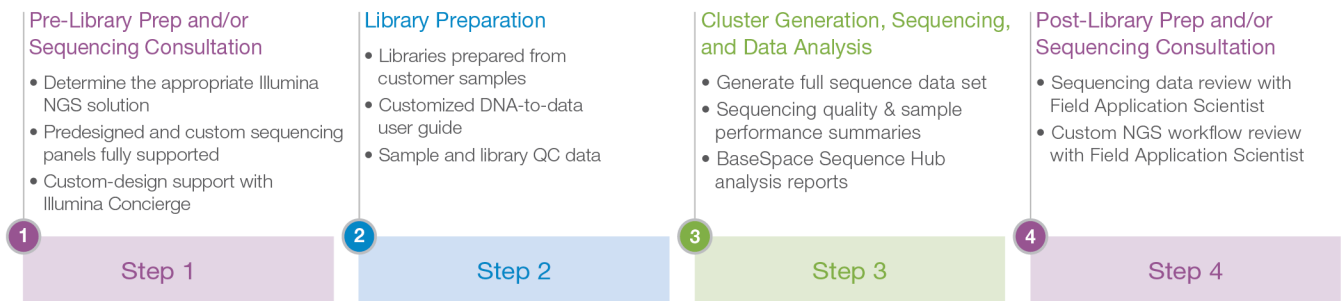 Pre-Library Prep and/or
Sequencing Consultation
• Determine the appropriate Illumina
NGS solution
• Predesigned and custom sequencing
panels fully supported
• Custom-design support with
Illumina Concierge
1
Step 1
Library Preparation
• Libraries prepared from
customer samples
• Customized DNA-to-data
user guide
• Sample and library QC data
2
Step 2
Cluster Generation, Sequencing,
and Data Analysis
• Generate full sequence data set
• Sequencing quality & sample
performance summaries
• BaseSpace Sequence Hub
analysis reports
3
Step 3
Post-Library Prep and/or
Sequencing Consultation
• Sequencing data review with
Field Application Scientist
• Custom NGS workflow review
with Field Application Scientist
4
Step 4